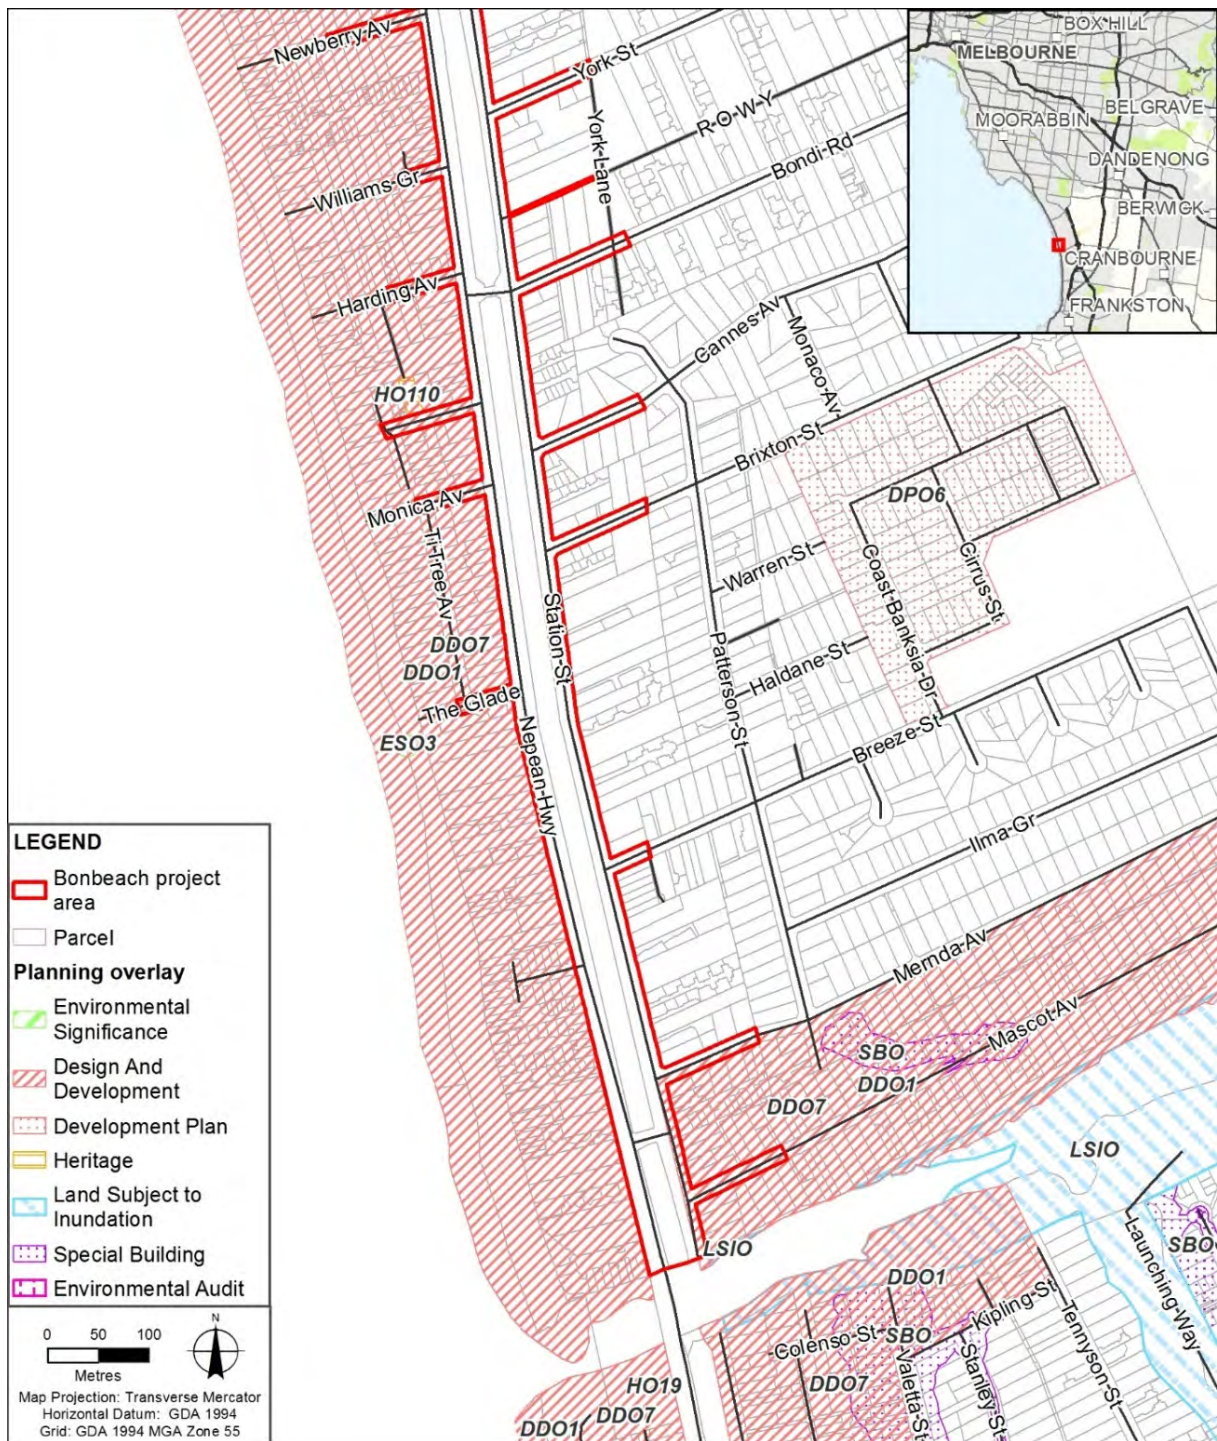 Newberry Av
York St
York Lane
R O W Y
Bondi Rd
Williams Gr
Harding Av
HO110
Cannes Av
Monaco Av
Brixton St
DPO6
Monica Av
Ti Tree Av
Warren St
Coast Banksia Dr
Cirrus St
Station St
Haldane St
Patterson St
DDO7
DDO1
The Glade
ESO3
Nepean Hwy
Breeze St
Ilma Gr
Mernda Av
Mascot Av
SBO
DDO1
DDO7
LSIO
LSIO
Launching Way
SBO
DDO1
Kipling St
Tennyson St
Colenso St
SBO
Valetta St
Stanley St
DDO7
HO19
DDO7
DDO1
BOX HILL
MELBOURNE
BELGRAVE
MOORABBIN
DANDENONG
BERWICK
CRANBOURNE
FRANKSTON
LEGEND
Bonbeach project
area
Parcel
Planning overlay
Environmental
Significance
Design And
Development
Development Plan
Heritage
Land Subject to
Inundation
Special Building
Environmental Audit
0 50 100
Metres
N
Map Projection: Transverse Mercator
Horizontal Datum: GDA 1994
Grid: GDA 1994 MGA Zone 55